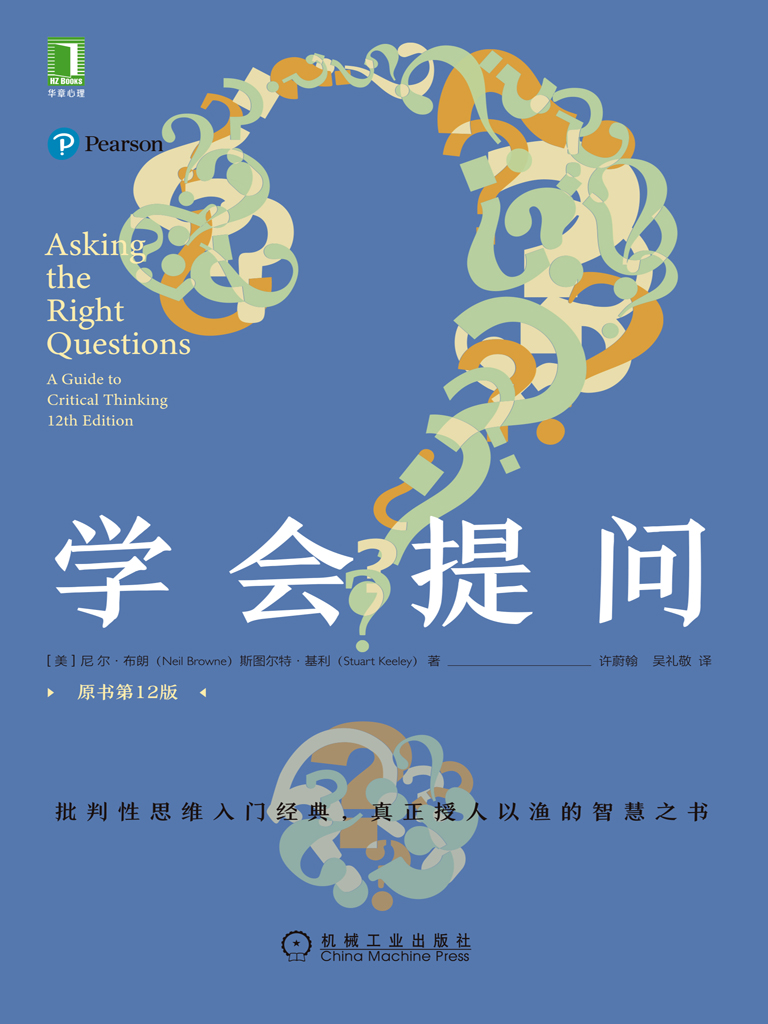 HZ BOOKS
华章心理
Pearson
Asking
the
Right
Questions
A Guide to
Critical Thinking
12th Edition
学会提问
[美]尼尔·布朗（Neil Browne）斯图尔特·基利（Stuart Keeley）著 许蔚翰 吴礼敬 译
原书第12版
批判性思维入门经典，真正授人以渔的智慧之书
机械工业出版社
China Machine Press